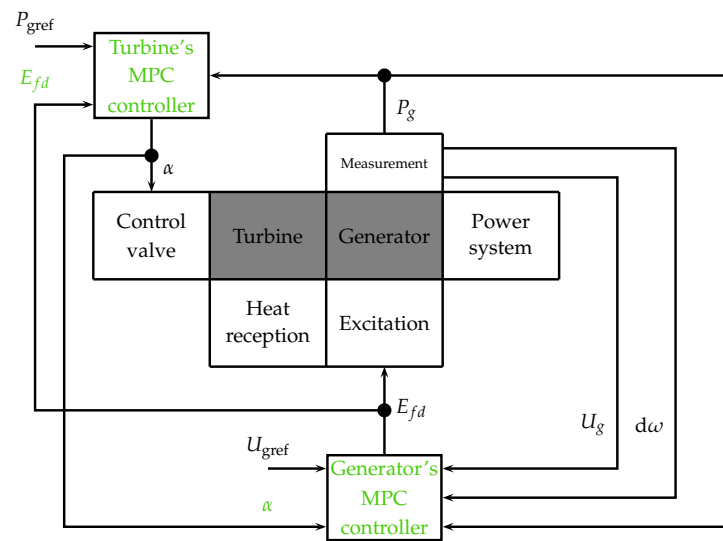 P_gref
Turbine's
MPC
controller
E_fd
P_g
α
Measurement
Control
valve
Turbine
Generator
Power
system
Heat
reception
Excitation
E_fd
U_g
dω
U_gref
Generator's
MPC
controller
α